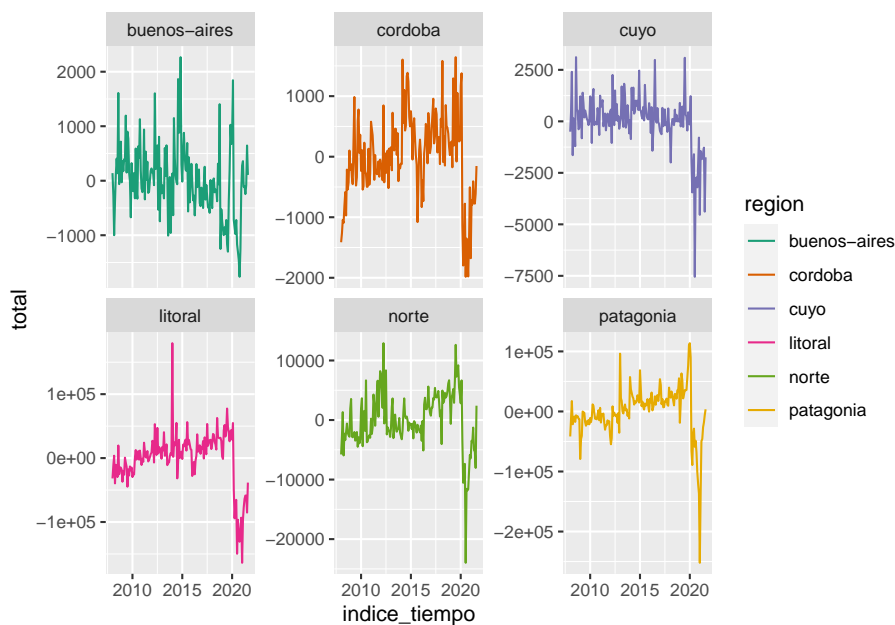 buenos−aires
cordoba
cuyo
2000
1000
0
−1000
1000
0
−1000
−2000
2500
0
−2500
−5000
−7500
litoral
norte
patagonia
1e+05
0e+00
−1e+05
10000
0
−10000
−20000
1e+05
0e+00
−1e+05
−2e+05
2010 2015 2020
2010 2015 2020
2010 2015 2020
indice_tiempo
total
region
buenos−aires
cordoba
cuyo
litoral
norte
patagonia